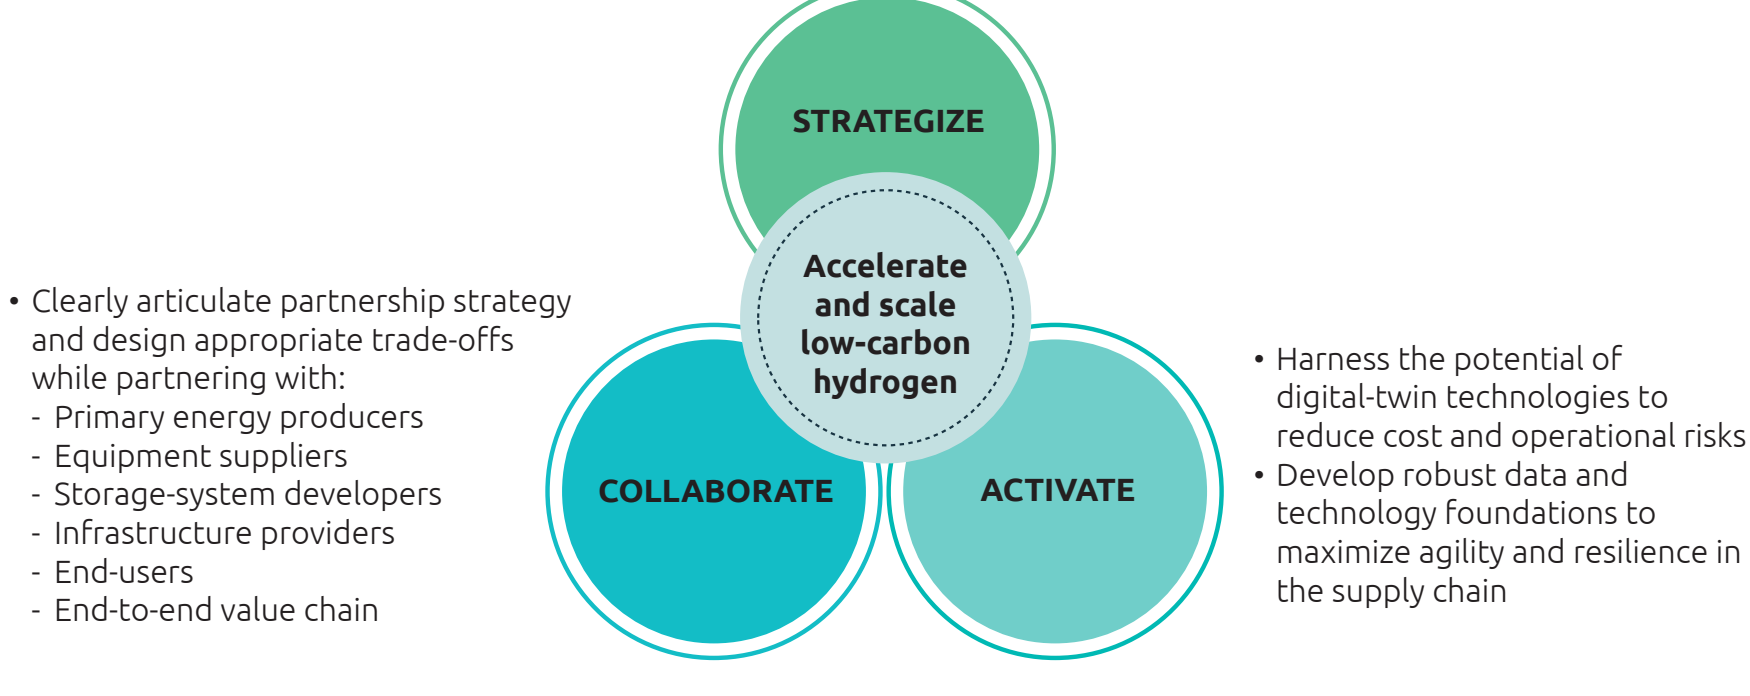 STRATEGIZE
Accelerate
and scale
low-carbon
hydrogen
• Clearly articulate partnership strategy
and design appropriate trade-offs
while partnering with:
- Primary energy producers
- Equipment suppliers
- Storage-system developers
- Infrastructure providers
- End-users
- End-to-end value chain
COLLABORATE
ACTIVATE
• Harness the potential of
digital-twin technologies to
reduce cost and operational risks
• Develop robust data and
technology foundations to
maximize agility and resilience in
the supply chain